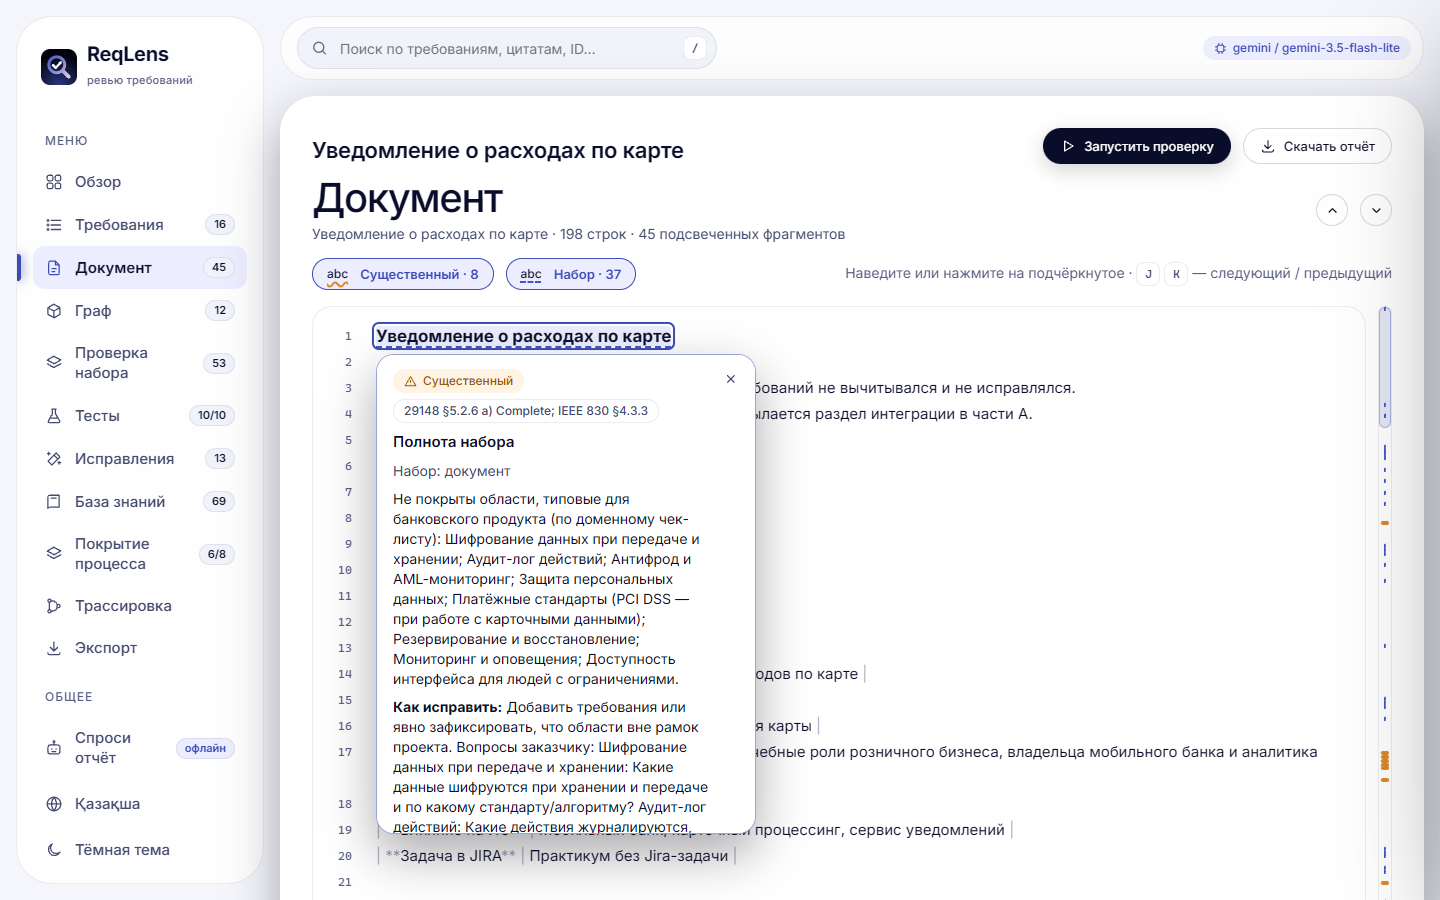 ReqLens
ревью требований
МЕНЮ
Обзор
Требования 16
Документ 45
Граф 12
Проверка набора 53
Тесты 10/10
Исправления 13
База знаний 69
Покрытие процесса 6/8
Трассировка
Экспорт
ОБЩЕЕ
Спроси отчёт офлайн
Қазақша
Тёмная тема
Поиск по требованиям, цитатам, ID... /
gemini / gemini-3.5-flash-lite
Уведомление о расходах по карте
Запустить проверку
Скачать отчёт
Документ
Уведомление о расходах по карте · 198 строк · 45 подсвеченных фрагментов
abc Существенный · 8
abc Набор · 37
Наведите или нажмите на подчёркнутое · J K — следующий / предыдущий
1 Уведомление о расходах по карте
2
3 бований не вычитывался и не исправлялся.
4 ылается раздел интеграции в части А.
5
6
7
8
9
10
11
12
13
14 одов по карте |
15
16 я карты |
17 чебные роли розничного бизнеса, владельца мобильного банка и аналитика
18
19 процессинг, сервис уведомлений |
20 | **Задача в JIRA** | Практикум без Jira-задачи |
21
Существенный
29148 §5.2.6 a) Complete; IEEE 830 §4.3.3
Полнота набора
Набор: документ
Не покрыты области, типовые для
банковского продукта (по доменному чек-
листу): Шифрование данных при передаче и
хранении; Аудит-лог действий; Антифрод и
AML-мониторинг; Защита персональных
данных; Платёжные стандарты (PCI DSS —
при работе с карточными данными);
Резервирование и восстановление;
Мониторинг и оповещения; Доступность
интерфейса для людей с ограничениями.
Как исправить: Добавить требования или
явно зафиксировать, что области вне рамок
проекта. Вопросы заказчику: Шифрование
данных при передаче и хранении: Какие
данные шифруются при хранении и передаче
и по какому стандарту/алгоритму? Аудит-лог
действий: Какие действия журналируются,